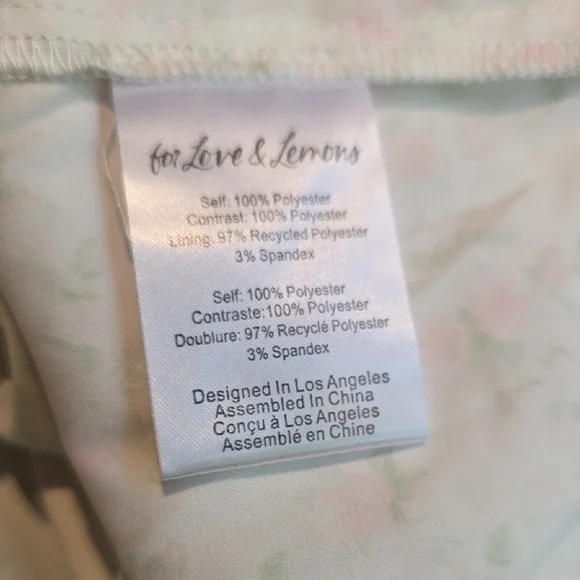 for Love & Lemons
Self: 100% Polyester
Contrast: 100% Polyester
Lining: 97% Recycled Polyester
3% Spandex
Self: 100% Polyester
Contraste:100% Polyester
Doublure: 97% Recyclé Polyester
3% Spandex
Designed In Los Angeles
Assembled In China
Conçu à Los Angeles
Assemblé en Chine